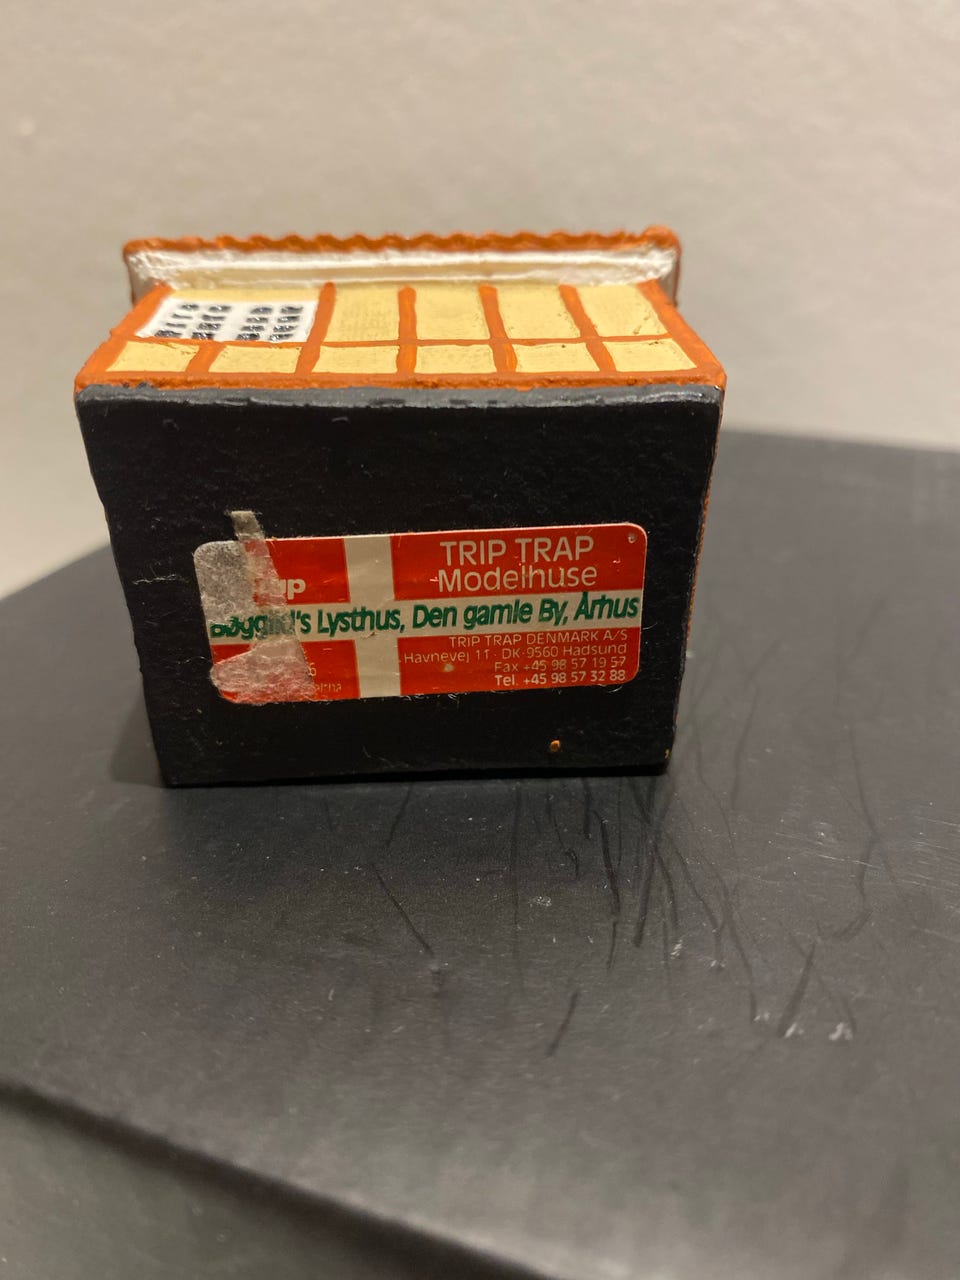 TRIP TRAP
Modelhuse
Bøggild's Lysthus, Den gamle By, Århus
TRIP TRAP DENMARK A/S
Havnevej 11 · DK-9560 Hadsund
Fax +45 98 57 19 57
Tel. +45 98 57 32 88